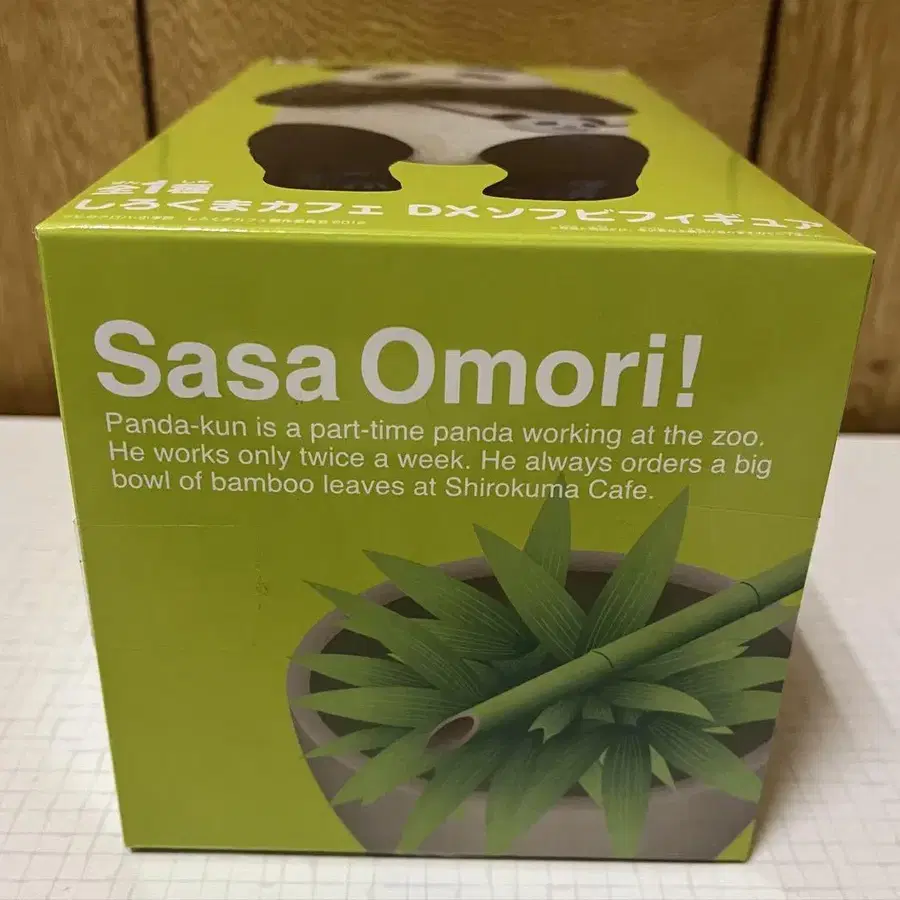 全1種
しろくまカフェ DXソフビフィギュア
Sasa Omori!
Panda-kun is a part-time panda working at the zoo.
He works only twice a week. He always orders a big
bowl of bamboo leaves at Shirokuma Cafe.